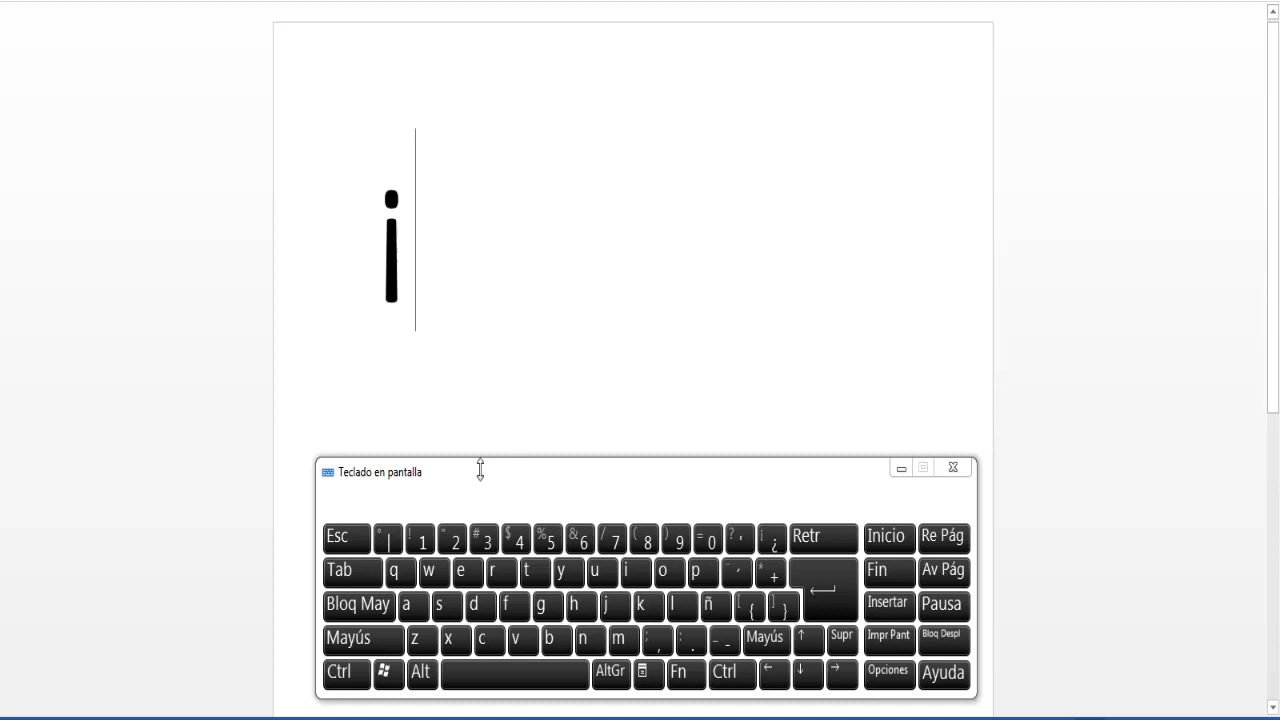 i
Teclado en pantalla
Esc ° | ! 1 " 2 # 3 $ 4 % 5 & 6 / 7 ( 8 ) 9 = 0 ? ' ¡ ¿ Retr Inicio Re Pág
Tab q w e r t y u i o p ¨ ´ * + Fin Av Pág
Bloq May a s d f g h j k l ñ [ { ] } Insertar Pausa
Mayús z x c v b n m ; , : . _ - Mayús ↑ Supr Impr Pant Bloq Despl
Ctrl Alt AltGr Fn Ctrl ← ↓ → Opciones Ayuda